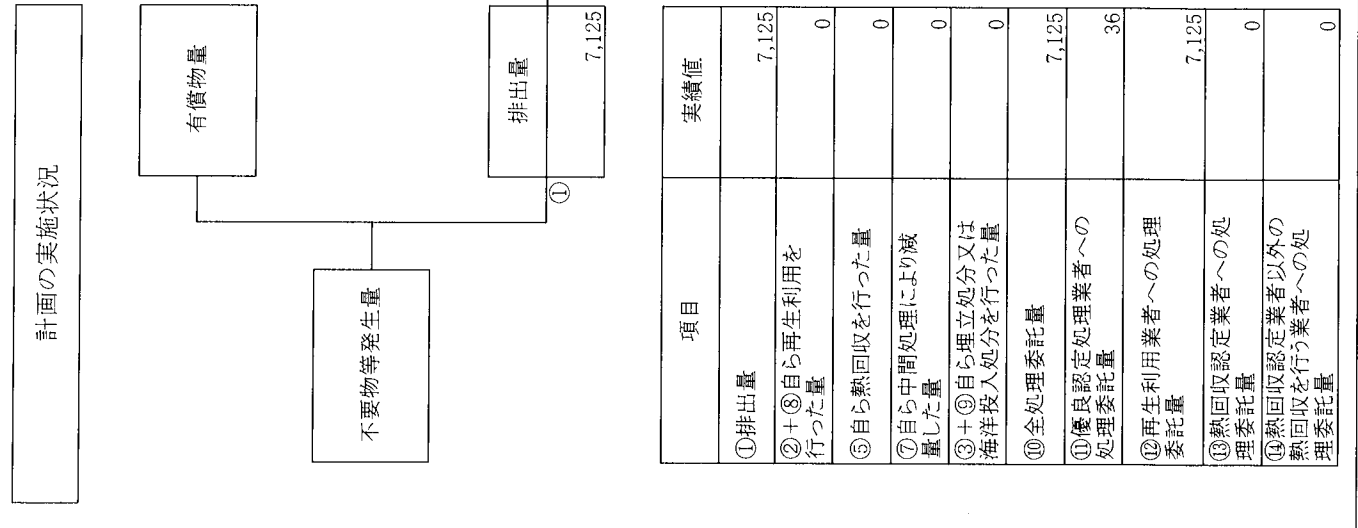 計画の実施状況
不要物等発生量
有償物量
①
排出量
7,125
項目
実績値
①排出量
7,125
②+⑧自ら再生利用を
行った量
0
⑤自ら熱回収を行った量
0
⑦自ら中間処理により減
量した量
0
③+⑨自ら埋立処分又は
海洋投入処分を行った量
0
⑩全処理委託量
7,125
⑪優良認定処理業者への
処理委託量
36
⑫再生利用業者への処理
委託量
7,125
⑬熱回収認定業者への処
理委託量
0
⑭熱回収認定業者以外の
熱回収を行う業者への処
理委託量
0